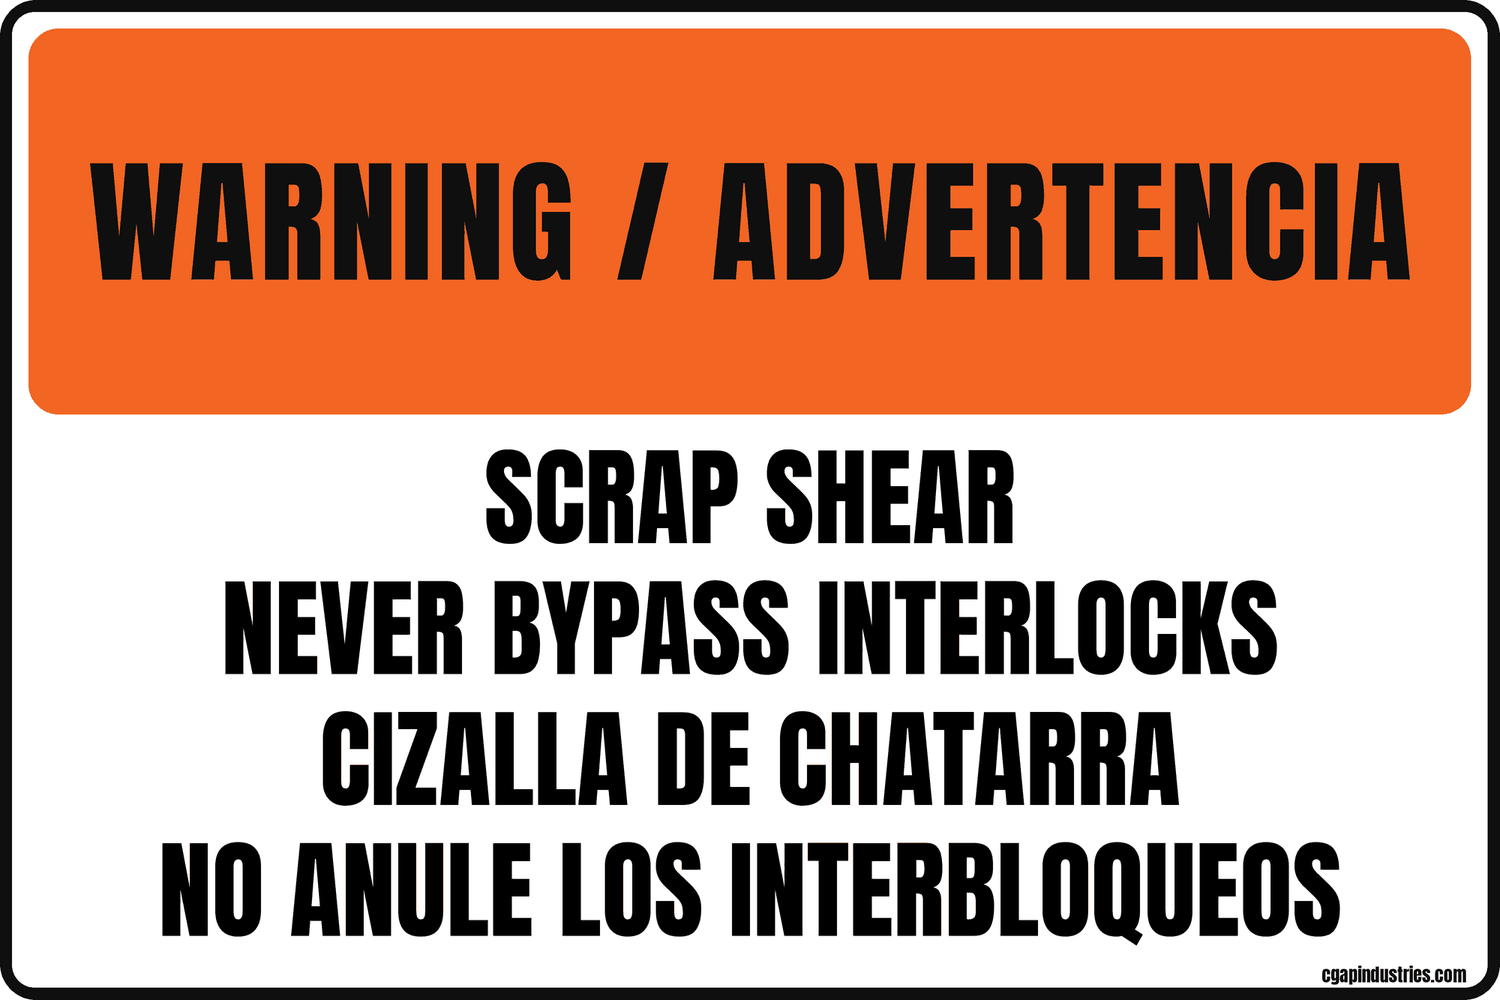 WARNING / ADVERTENCIA
SCRAP SHEAR
NEVER BYPASS INTERLOCKS
CIZALLA DE CHATARRA
NO ANULE LOS INTERBLOQUEOS
cgapindustries.com